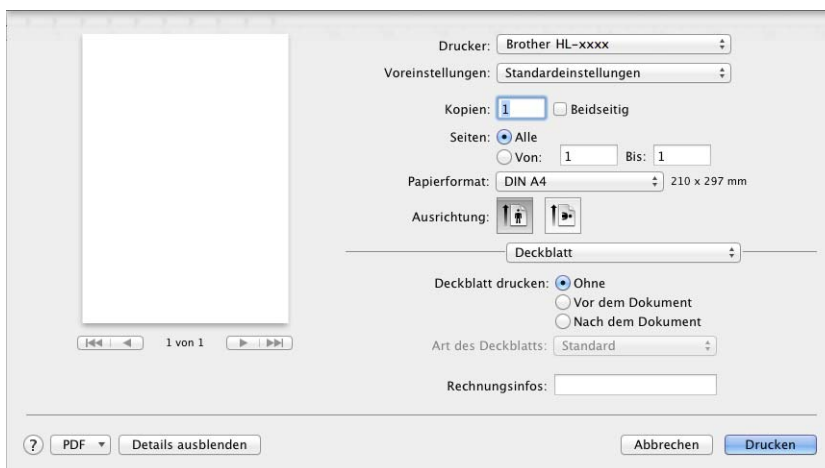 Drucker: Brother HL-xxxx
Voreinstellungen: Standardeinstellungen
Kopien: 1 Beidseitig
Seiten: Alle
Von: 1 Bis: 1
Papierformat: DIN A4 210 x 297 mm
Ausrichtung:
Deckblatt
Deckblatt drucken: Ohne
Vor dem Dokument
Nach dem Dokument
1 von 1
Art des Deckblatts: Standard
Rechnungsinfos:
? PDF Details ausblenden Abbrechen Drucken